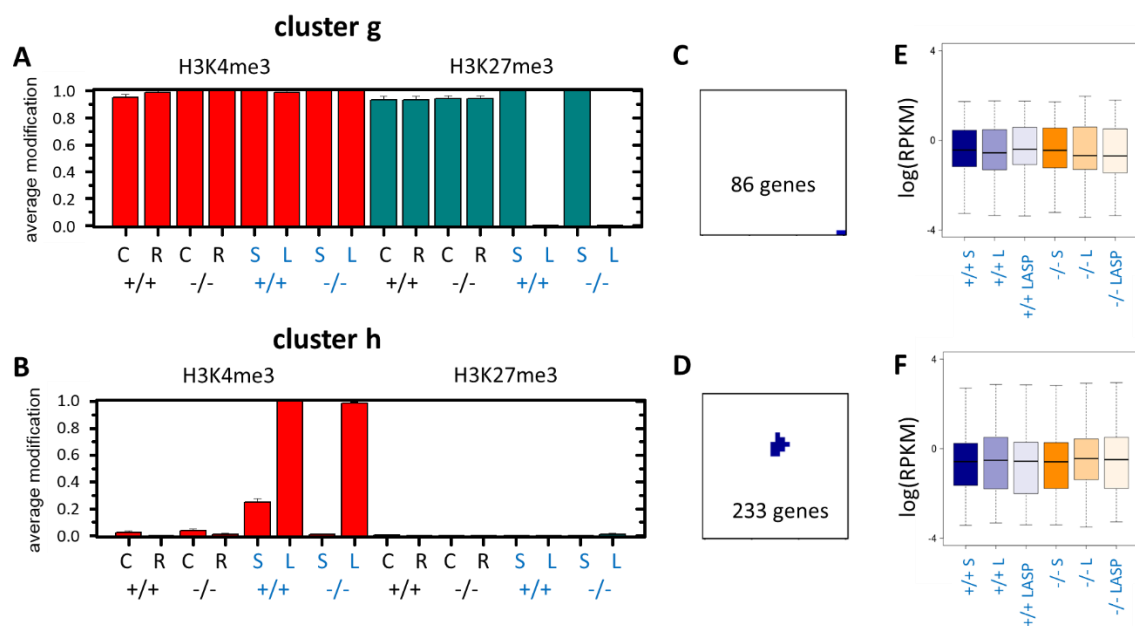 cluster g
A
H3K4me3 H3K27me3
average modification
1.0
0.8
0.6
0.4
0.2
0.0
C R C R S L S L C R C R S L S L
+/+ -/- +/+ -/- +/+ -/- +/+ -/-
C
86 genes
E
log(RPKM)
4
0
-4
+/+ S
+/+ L
+/+ LASP
-/- S
-/- L
-/- LASP
cluster h
B
H3K4me3 H3K27me3
average modification
1.0
0.8
0.6
0.4
0.2
0.0
C R C R S L S L C R C R S L S L
+/+ -/- +/+ -/- +/+ -/- +/+ -/-
D
233 genes
F
log(RPKM)
4
0
-4
+/+ S
+/+ L
+/+ LASP
-/- S
-/- L
-/- LASP